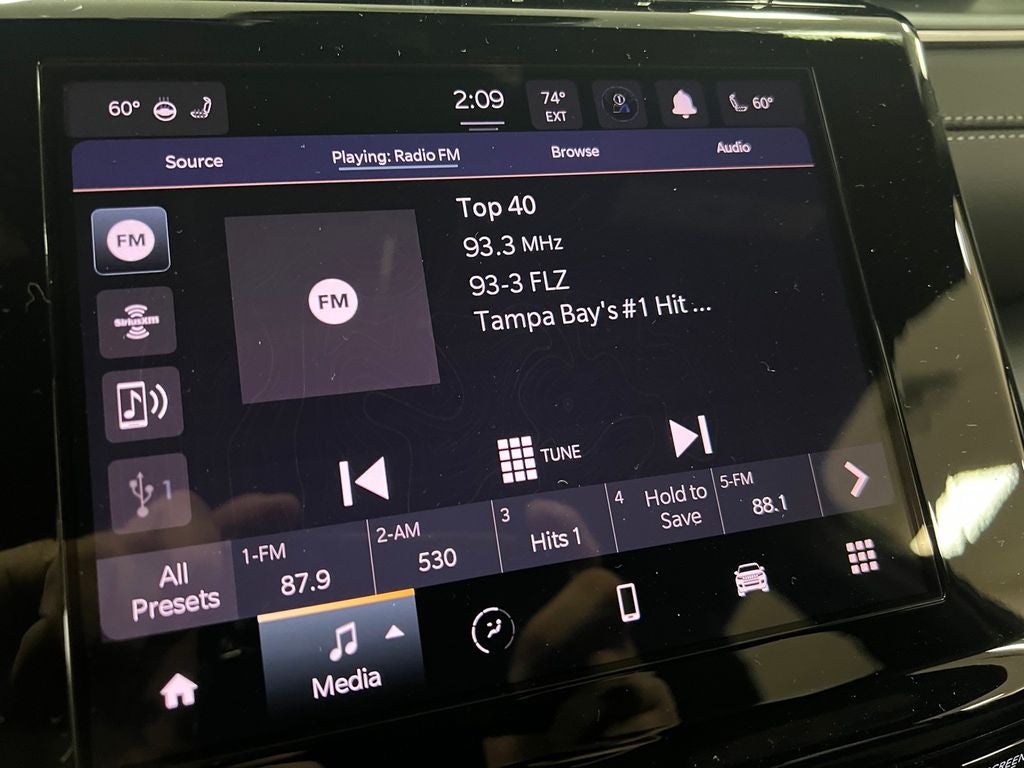 60°
2:09
74°
EXT
60°
Source
Playing: Radio FM
Browse
Audio
FM
SiriusXM
1
FM
Top 40
93.3 MHz
93-3 FLZ
Tampa Bay's #1 Hit ...
TUNE
All
Presets
1-FM
87.9
2-AM
530
3
Hits 1
4
Hold to
Save
5-FM
88.1
Media
SCREEN